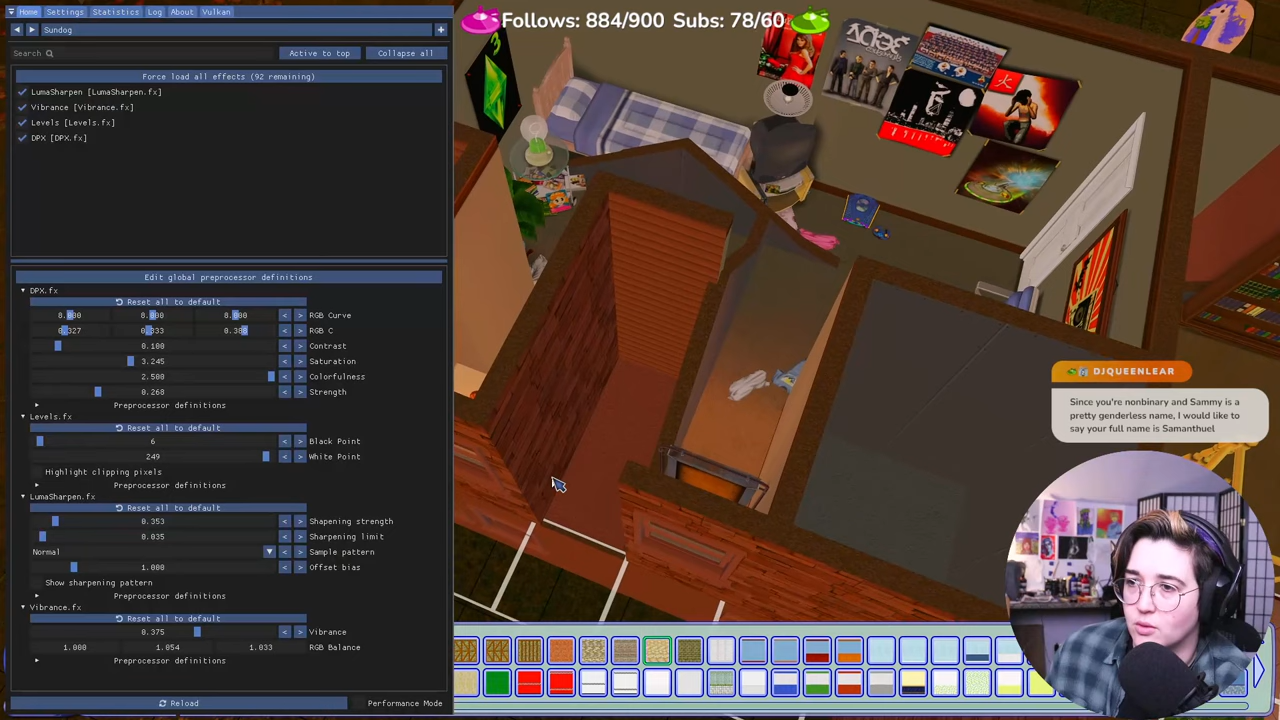 Home Settings Statistics Log About Vulkan
Follows: 884/900 Subs: 78/60
Sundog
Search Active to top Collapse all
Force load all effects (92 remaining)
LumaSharpen [LumaSharpen.fx]
Vibrance [Vibrance.fx]
Levels [Levels.fx]
DPX [DPX.fx]
Edit global preprocessor definitions
DPX.fx
Reset all to default
8.000 8.000 8.000 < > RGB Curve
< > RGB C
0.100 Contrast
3.245 Saturation
2.500 < > Colorfulness
0.268 < > Strength
Preprocessor definitions
Levels.fx
Reset all to default
6 < > Black Point
249 < > White Point
Highlight clipping pixels
Preprocessor definitions
LumaSharpen.fx
Reset all to default
0.353 < > Shapening strength
0.035 < > Sharpening limit
Normal < > Sample pattern
1.000 < > Offset bias
Show sharpening pattern
Preprocessor definitions
Vibrance.fx
Reset all to default
0.375 < > Vibrance
1.000 1.054 1.033 RGB Balance
Preprocessor definitions
Reload Performance Mode
DJQUEENLEAR
Since you're nonbinary and Sammy is a
pretty genderless name, I would like to
say your full name is Samanthuel
火